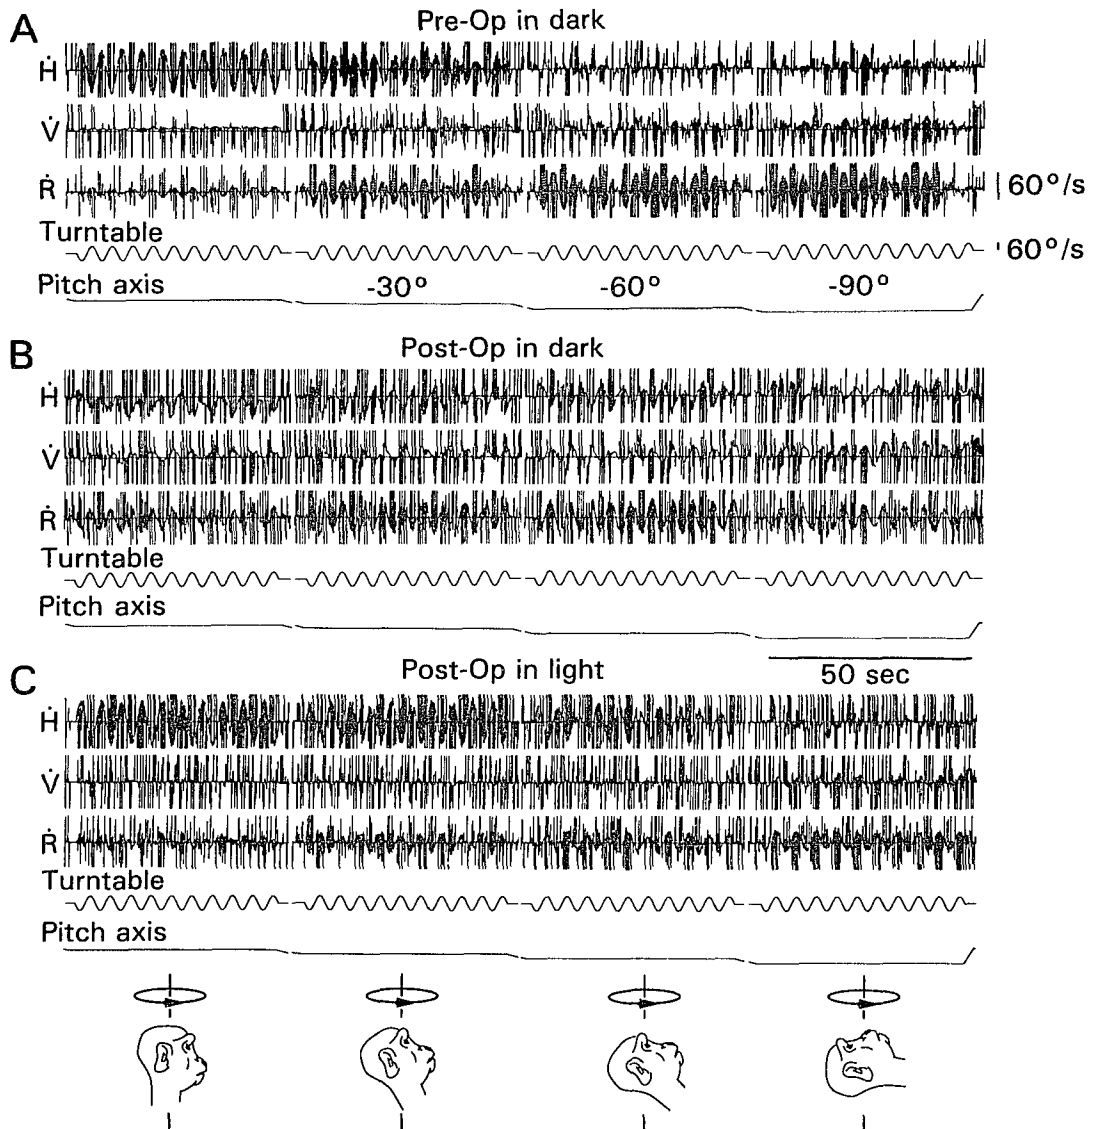 A
Pre-Op in dark
Ḣ
V̇
Ṙ
60°/s
Turntable
60°/s
Pitch axis
-30°
-60°
-90°
B
Post-Op in dark
Ḣ
V̇
Ṙ
Turntable
Pitch axis
50 sec
C
Post-Op in light
Ḣ
V̇
Ṙ
Turntable
Pitch axis